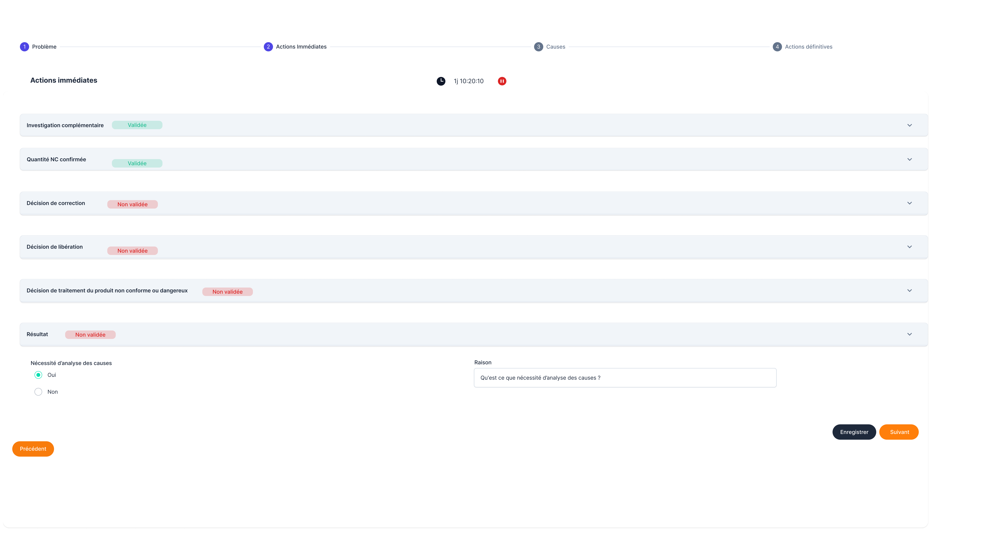 1 Problème
2 Actions Immédiates
3 Causes
4 Actions définitives
Actions immédiates
1j 10:20:10
Investigation complémentaire Validée
Quantité NC confirmée Validée
Décision de correction Non validée
Décision de libération Non validée
Décision de traitement du produit non conforme ou dangereux Non validée
Résultat Non validée
Nécessité d’analyse des causes
Oui
Non
Raison
Qu'est ce que nécessité d’analyse des causes ?
Enregistrer
Suivant
Précédent